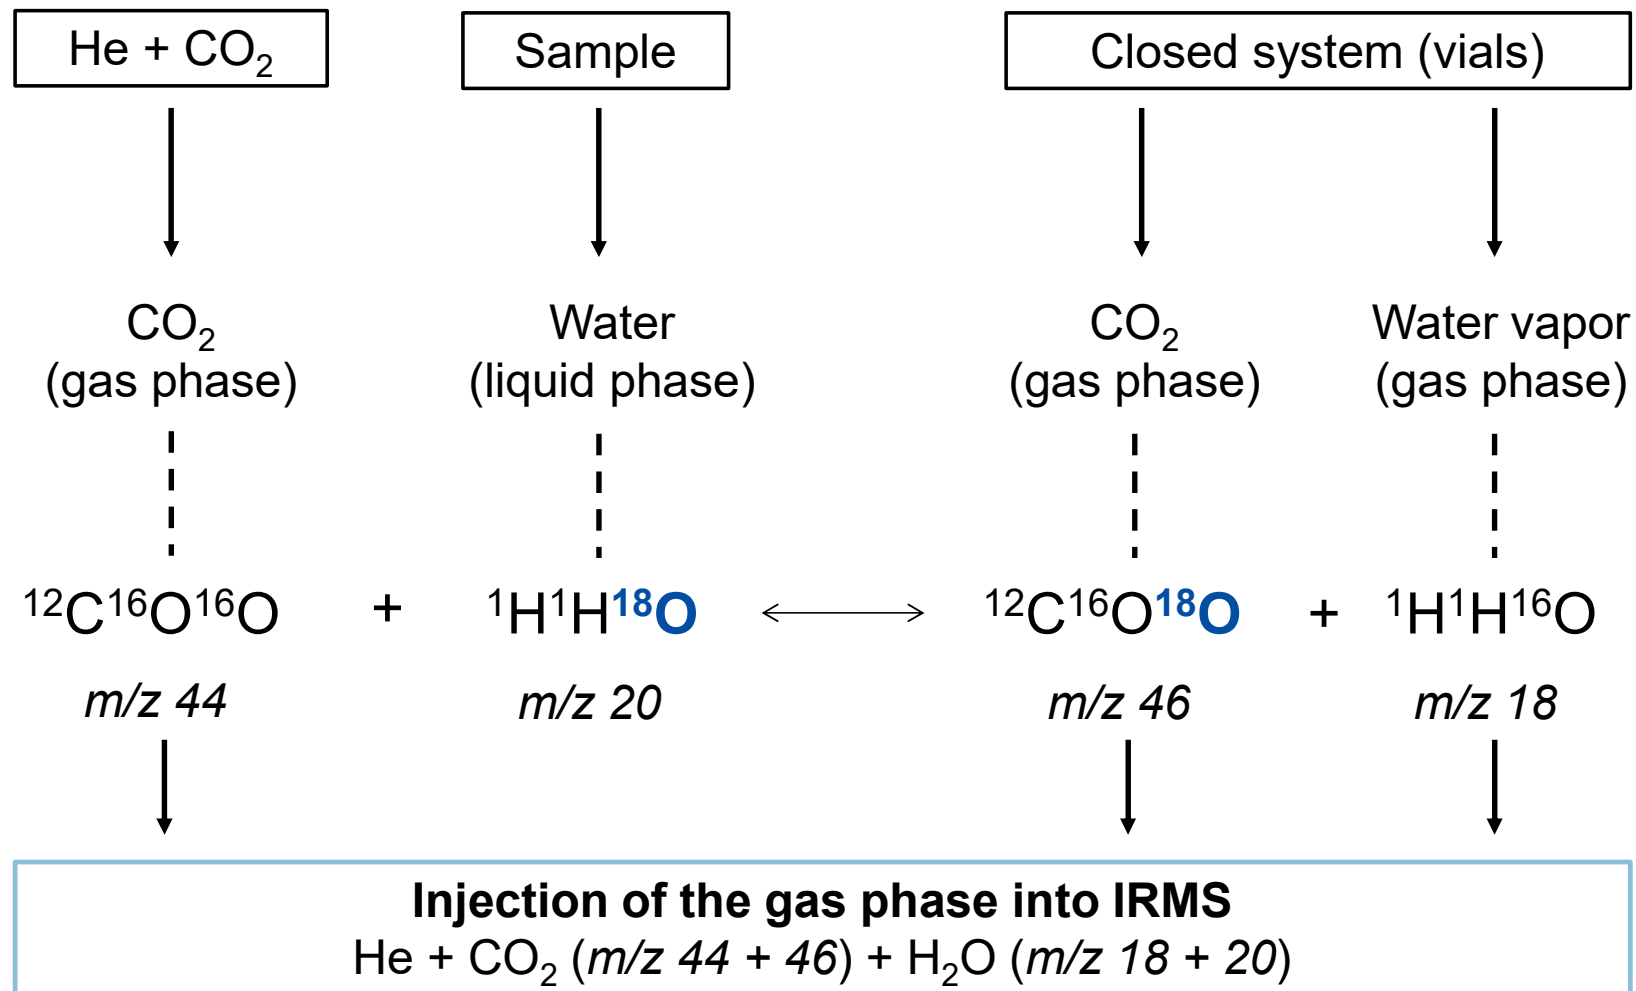 He + CO₂
Sample
Closed system (vials)
CO₂
(gas phase)
Water
(liquid phase)
CO₂
(gas phase)
Water vapor
(gas phase)
¹²C¹⁶O¹⁶O + ¹H¹H¹⁸O ⟷ ¹²C¹⁶O¹⁸O + ¹H¹H¹⁶O
m/z 44
m/z 20
m/z 46
m/z 18
Injection of the gas phase into IRMS
He + CO₂ (m/z 44 + 46) + H₂O (m/z 18 + 20)